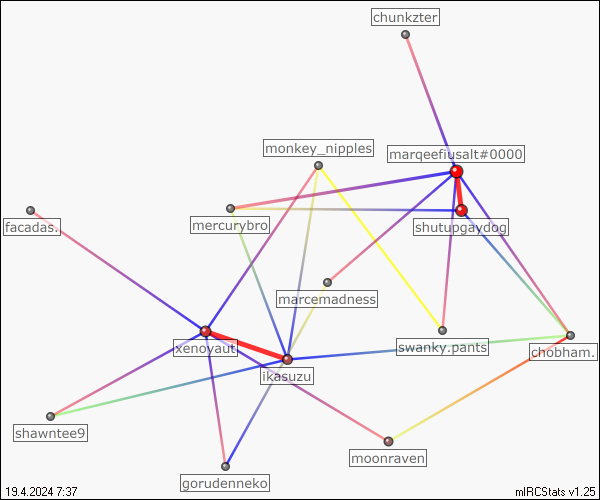 chunkzter
monkey_nipples
marqeefiusalt#0000
facadas.
mercurybro
shutupgaydog
marcemadness
xenoyaut
swanky.pants
chobham.
ikasuzu
shawntee9
moonraven
gorudenneko
19.4.2024 7:37
mIRCStats v1.25